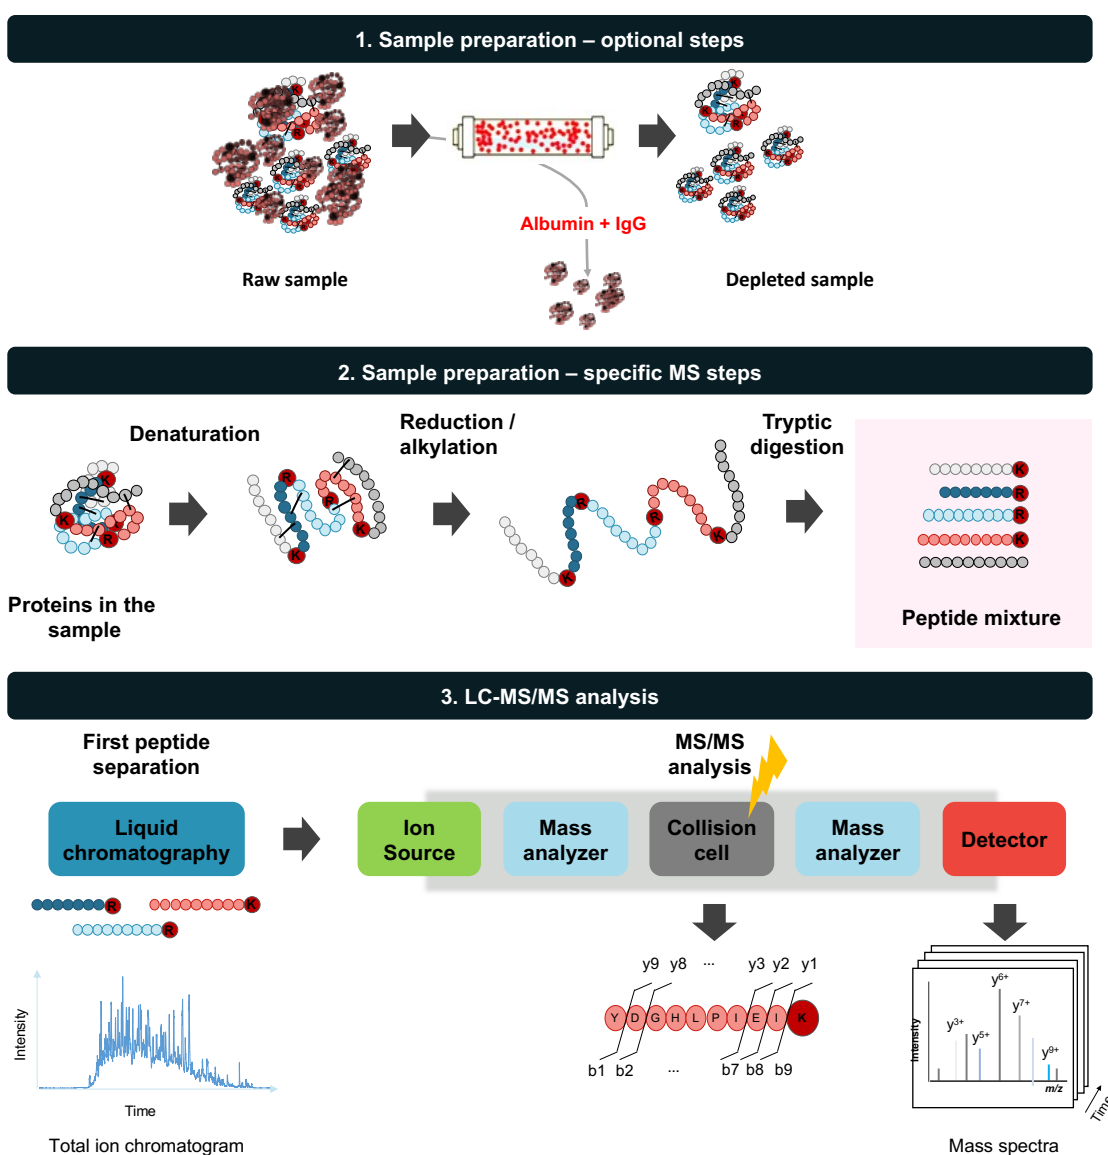 1. Sample preparation – optional steps
K
R
K
R
Albumin + IgG
Raw sample
Depleted sample
2. Sample preparation – specific MS steps
Denaturation
Reduction /
alkylation
Tryptic
digestion
K
K
R
R
R
K
K
R
R
K
K
K
R
R
K
Proteins in the
sample
Peptide mixture
3. LC-MS/MS analysis
First peptide
separation
MS/MS
analysis
Liquid
chromatography
Ion
Source
Mass
analyzer
Collision
cell
Mass
analyzer
Detector
R
K
R
y9 y8 ... y3 y2 y1
Y D G H L P I E I K
b1 b2 ... b7 b8 b9
Intensity
Time
Total ion chromatogram
Intensity
y3+
y5+
y6+
y7+
y9+
m/z
Time
Mass spectra